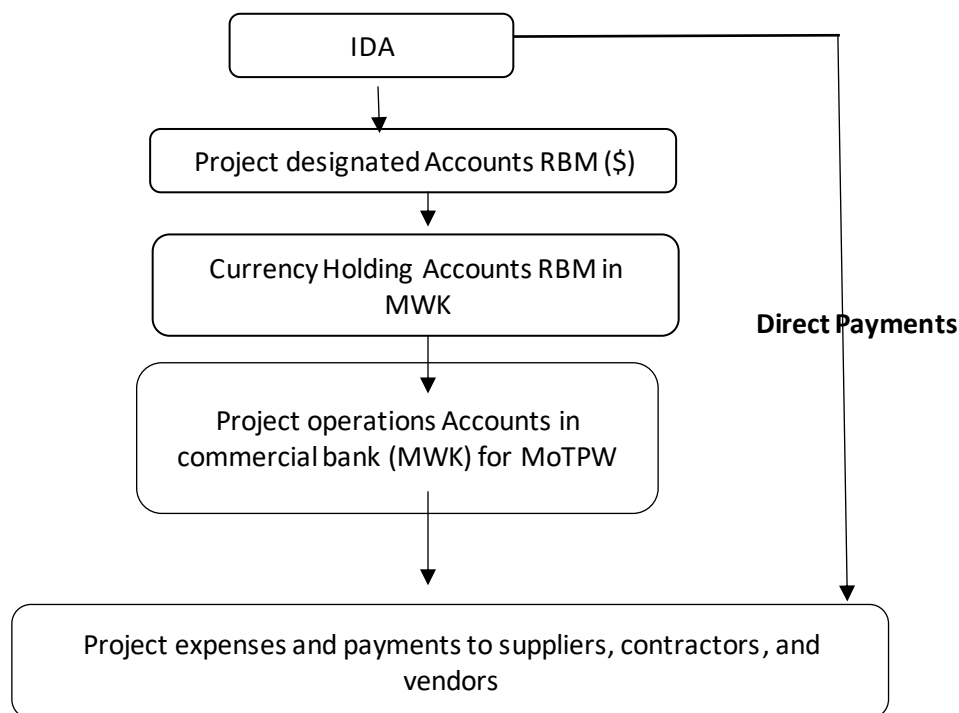 IDA
Project designated Accounts RBM ($)
Currency Holding Accounts RBM in
MWK
Direct Payments
Project operations Accounts in
commercial bank (MWK) for MoTPW
Project expenses and payments to suppliers, contractors, and
vendors